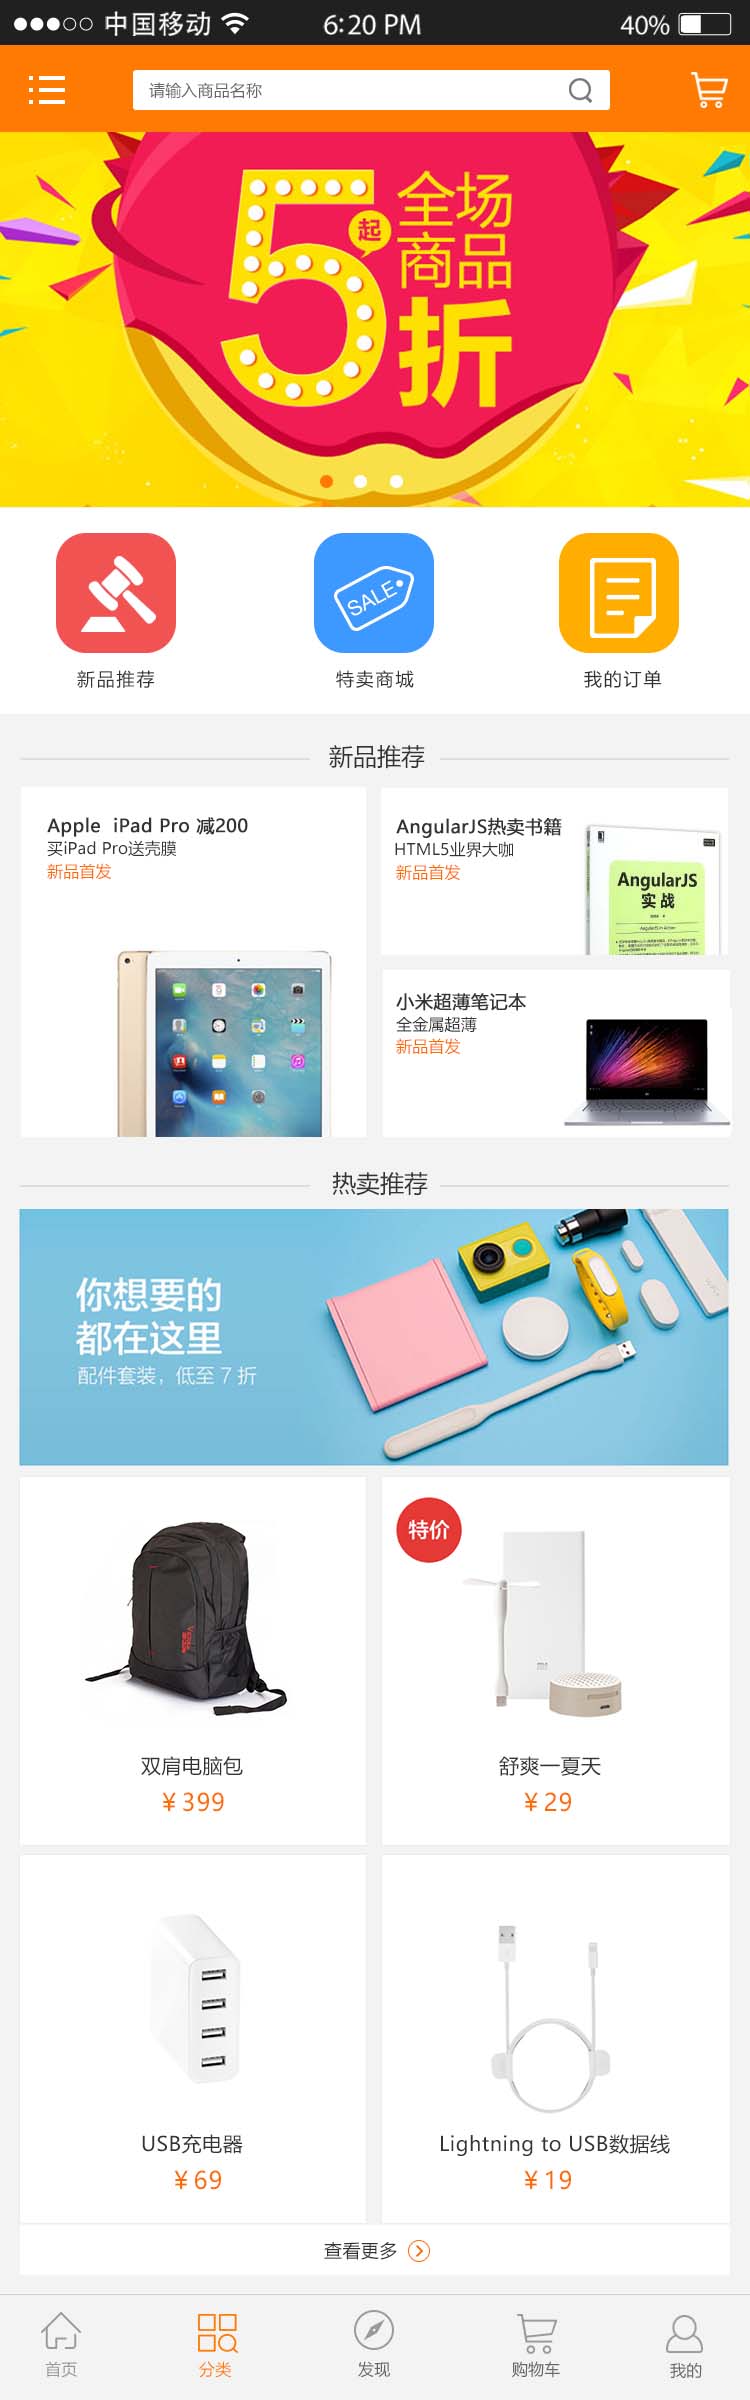 中国移动 6:20 PM 40%
请输入商品名称
5
起
全场
商品
折
SALE
新品推荐 特卖商城 我的订单
新品推荐
Apple iPad Pro 减200
买iPad Pro送壳膜
新品首发
AngularJS热卖书籍
HTML5业界大咖
新品首发
AngularJS
实战
AngularJS in Action
小米超薄笔记本
全金属超薄
新品首发
热卖推荐
你想要的
都在这里
配件套装，低至 7 折
双肩电脑包
¥ 399
特价
舒爽一夏天
¥ 29
USB充电器
¥ 69
Lightning to USB数据线
¥ 19
查看更多
首页 分类 发现 购物车 我的